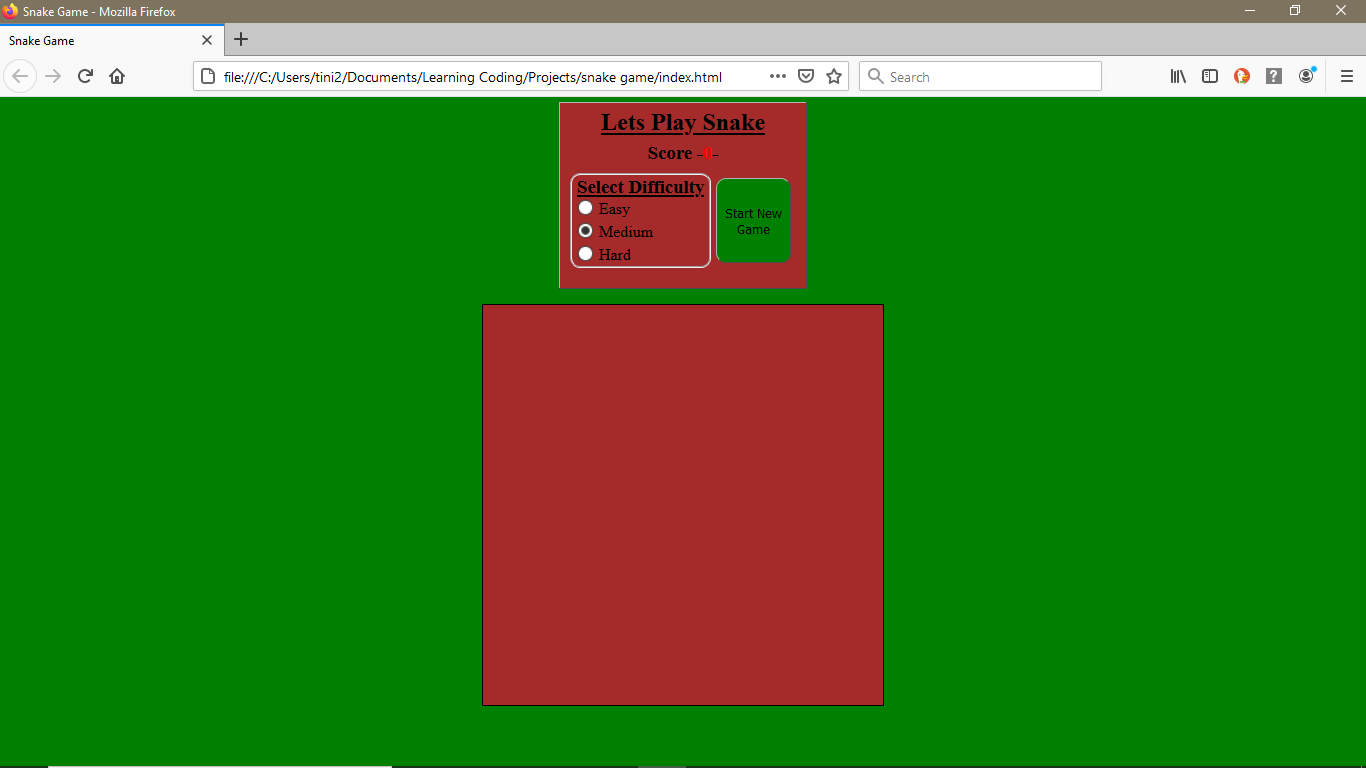 Snake Game - Mozilla Firefox
Snake Game
file:///C:/Users/tini2/Documents/Learning Coding/Projects/snake game/index.html
Search
Lets Play Snake
Score -0-
Select Difficulty
Easy
Medium
Hard
Start New
Game